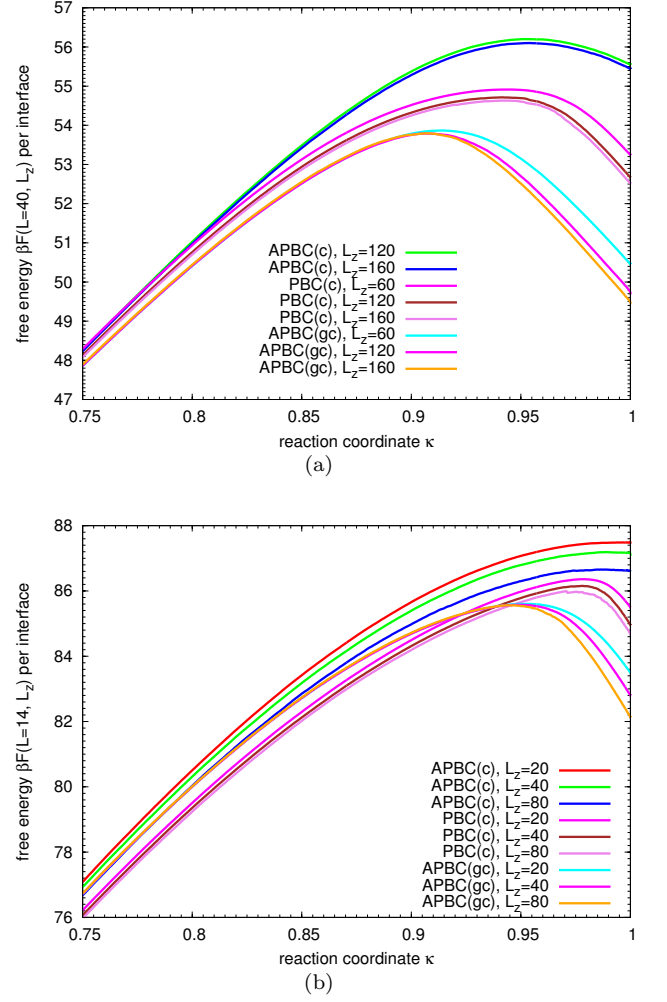 57
56
55
54
53
52
51
50
49
48
47
free energy βF(L=40, L_z) per interface
APBC(c), L_z=120
APBC(c), L_z=160
PBC(c), L_z=60
PBC(c), L_z=120
PBC(c), L_z=160
APBC(gc), L_z=60
APBC(gc), L_z=120
APBC(gc), L_z=160
0.75 0.8 0.85 0.9 0.95 1
reaction coordinate κ
(a)
88
86
84
82
80
78
76
free energy βF(L=14, L_z) per interface
APBC(c), L_z=20
APBC(c), L_z=40
APBC(c), L_z=80
PBC(c), L_z=20
PBC(c), L_z=40
PBC(c), L_z=80
APBC(gc), L_z=20
APBC(gc), L_z=40
APBC(gc), L_z=80
0.75 0.8 0.85 0.9 0.95 1
reaction coordinate κ
(b)